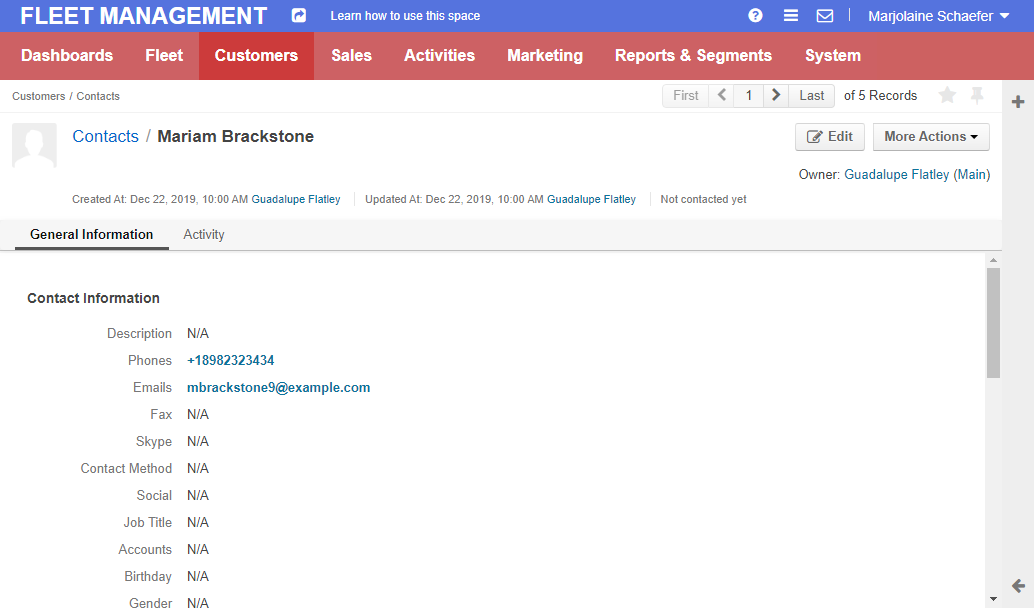 FLEET MANAGEMENT Learn how to use this space Marjolaine Schaefer
Dashboards Fleet Customers Sales Activities Marketing Reports & Segments System
Customers / Contacts First 1 Last of 5 Records
Contacts / Mariam Brackstone Edit More Actions
Owner: Guadalupe Flatley (Main)
Created At: Dec 22, 2019, 10:00 AM Guadalupe Flatley Updated At: Dec 22, 2019, 10:00 AM Guadalupe Flatley Not contacted yet
General Information Activity
Contact Information
Description N/A
Phones +18982323434
Emails mbrackstone9@example.com
Fax N/A
Skype N/A
Contact Method N/A
Social N/A
Job Title N/A
Accounts N/A
Birthday N/A
Gender N/A